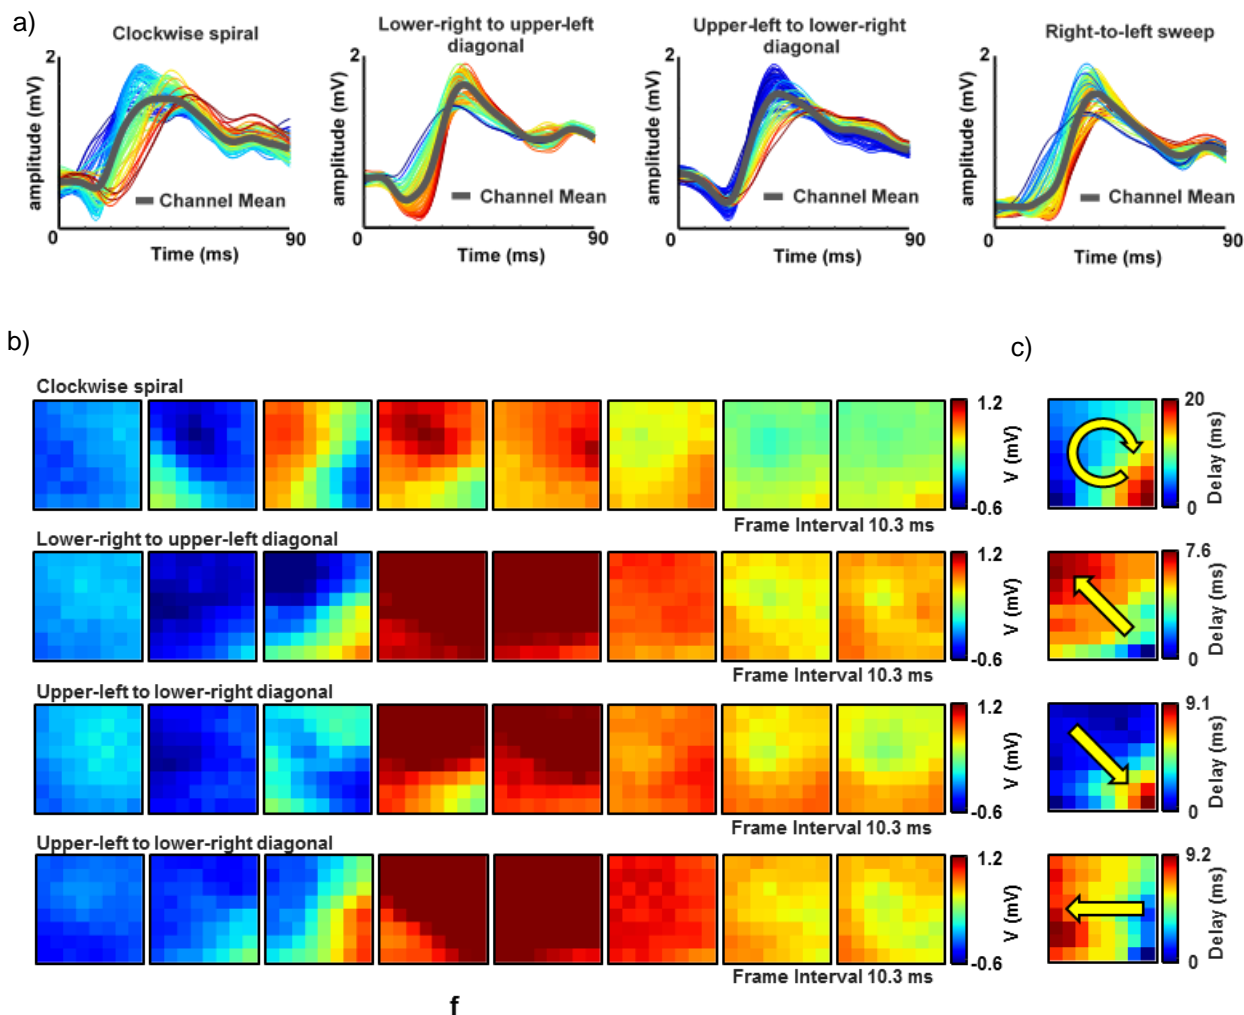 a)
Clockwise spiral
2
amplitude (mV)
Channel Mean
0
90
Time (ms)
Lower-right to upper-left
diagonal
2
amplitude (mV)
Channel Mean
0
90
Time (ms)
Upper-left to lower-right
diagonal
2
amplitude (mV)
Channel Mean
0
90
Time (ms)
Right-to-left sweep
2
amplitude (mV)
Channel Mean
0
90
Time (ms)
b)
c)
Clockwise spiral
1.2
V (mV)
-0.6
20
Delay (ms)
0
Frame Interval 10.3 ms
Lower-right to upper-left diagonal
1.2
V (mV)
-0.6
7.6
Delay (ms)
0
Frame Interval 10.3 ms
Upper-left to lower-right diagonal
1.2
V (mV)
-0.6
9.1
Delay (ms)
0
Frame Interval 10.3 ms
Upper-left to lower-right diagonal
1.2
V (mV)
-0.6
9.2
Delay (ms)
0
Frame Interval 10.3 ms
f